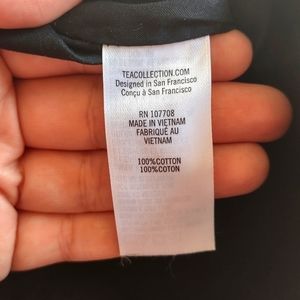 TEACOLLECTION.COM
Designed in San Francisco
Conçu à San Francisco
RN 107708
MADE IN VIETNAM
FABRIQUÉ AU
VIETNAM
100%COTTON
100%COTON